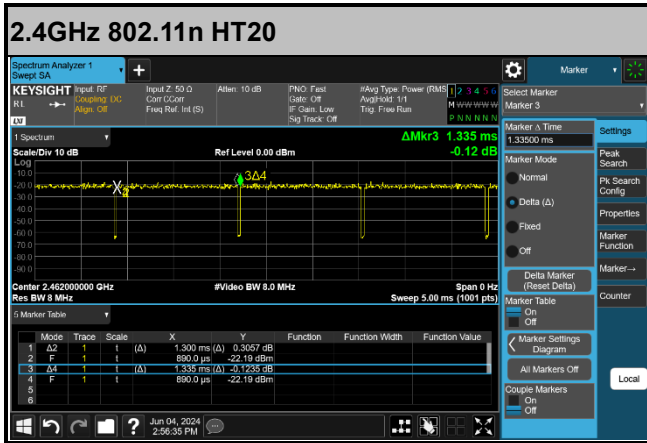 2.4GHz 802.11n HT20
Spectrum Analyzer 1
Swept SA
+
Marker
KEYSIGHT
RL
Input: RF
Coupling: DC
Align: Off
Input Z: 50 Ω
Corr CCorr
Freq Ref: Int (S)
Atten: 10 dB
PNO: Fast
Gate: Off
IF Gain: Low
Sig Track: Off
#Avg Type: Power (RMS
Avg|Hold: 1/1
Trig: Free Run
1 2 3 4 5 6
M W W W W W
P N N N N N
LXI
Select Marker
Marker 3
1 Spectrum
ΔMkr3 1.335 ms
-0.12 dB
Scale/Div 10 dB
Ref Level 0.00 dBm
Log
-10.0
-20.0
-30.0
-40.0
-50.0
-60.0
-70.0
-80.0
-90.0
X
2
3Δ4
Center 2.462000000 GHz
#Video BW 8.0 MHz
Span 0 Hz
Res BW 8 MHz
Sweep 5.00 ms (1001 pts)
5 Marker Table
Mode Trace Scale X Y Function Function Width Function Value
1 Δ2 1 t (Δ) 1.300 ms (Δ) 0.3057 dB
2 F 1 t 890.0 µs -22.19 dBm
3 Δ4 1 t (Δ) 1.335 ms (Δ) -0.1235 dB
4 F 1 t 890.0 µs -22.19 dBm
5
6
Marker Δ Time
1.33500 ms
Marker Mode
Normal
Delta (Δ)
Fixed
Off
Delta Marker
(Reset Delta)
Marker Table
On
Off
Marker Settings
Diagram
All Markers Off
Couple Markers
On
Off
Settings
Peak
Search
Pk Search
Config
Properties
Marker
Function
Marker→
Counter
Local
?
Jun 04, 2024
2:56:35 PM